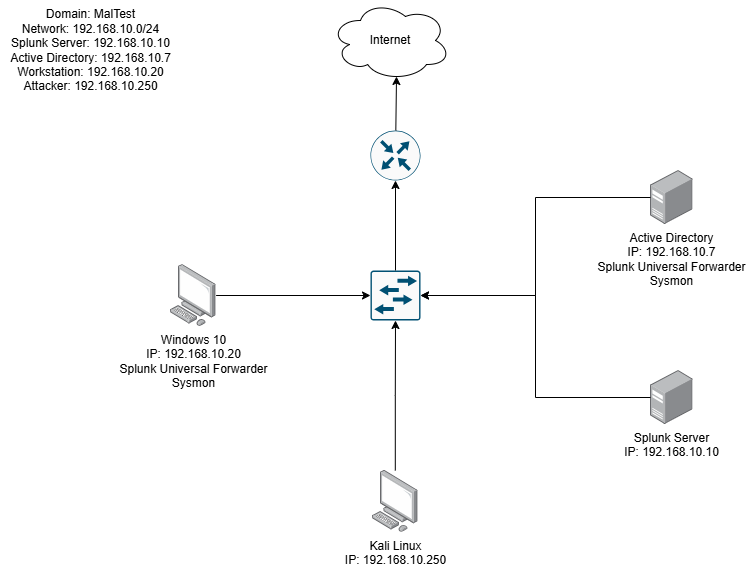 Domain: MalTest
Network: 192.168.10.0/24
Splunk Server: 192.168.10.10
Active Directory: 192.168.10.7
Workstation: 192.168.10.20
Attacker: 192.168.10.250
Internet
Active Directory
IP: 192.168.10.7
Splunk Universal Forwarder
Sysmon
Windows 10
IP: 192.168.10.20
Splunk Universal Forwarder
Sysmon
Splunk Server
IP: 192.168.10.10
Kali Linux
IP: 192.168.10.250